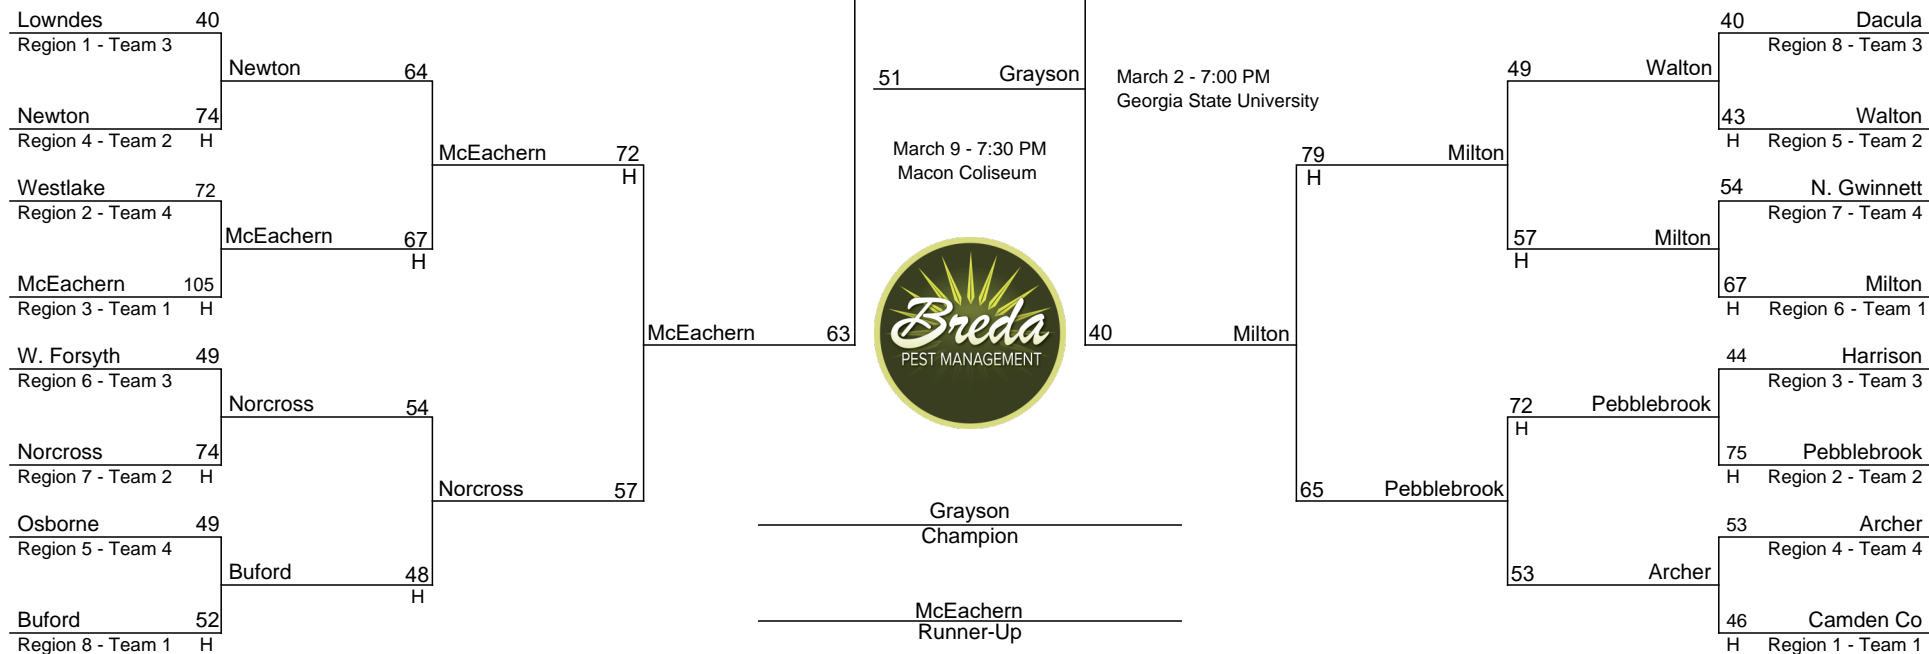 Lowndes 40
Region 1 - Team 3
Newton 64
Newton 74
Region 4 - Team 2 H
McEachern 72
H
Westlake 72
Region 2 - Team 4
McEachern 67
H
McEachern 105
Region 3 - Team 1 H
McEachern 63
W. Forsyth 49
Region 6 - Team 3
Norcross 54
Norcross 74
Region 7 - Team 2 H
Norcross 57
Osborne 49
Region 5 - Team 4
Buford 48
H
Buford 52
Region 8 - Team 1 H
51 Grayson
March 9 - 7:30 PM
Macon Coliseum
Breda
PEST MANAGEMENT
Grayson
Champion
McEachern
Runner-Up
March 2 - 7:00 PM
Georgia State University
40 Milton
79 Milton
H
65 Pebblebrook
49 Walton
57 Milton
H
72 Pebblebrook
H
53 Archer
40 Dacula
Region 8 - Team 3
43 Walton
H Region 5 - Team 2
54 N. Gwinnett
Region 7 - Team 4
67 Milton
H Region 6 - Team 1
44 Harrison
Region 3 - Team 3
75 Pebblebrook
H Region 2 - Team 2
53 Archer
Region 4 - Team 4
46 Camden Co
H Region 1 - Team 1